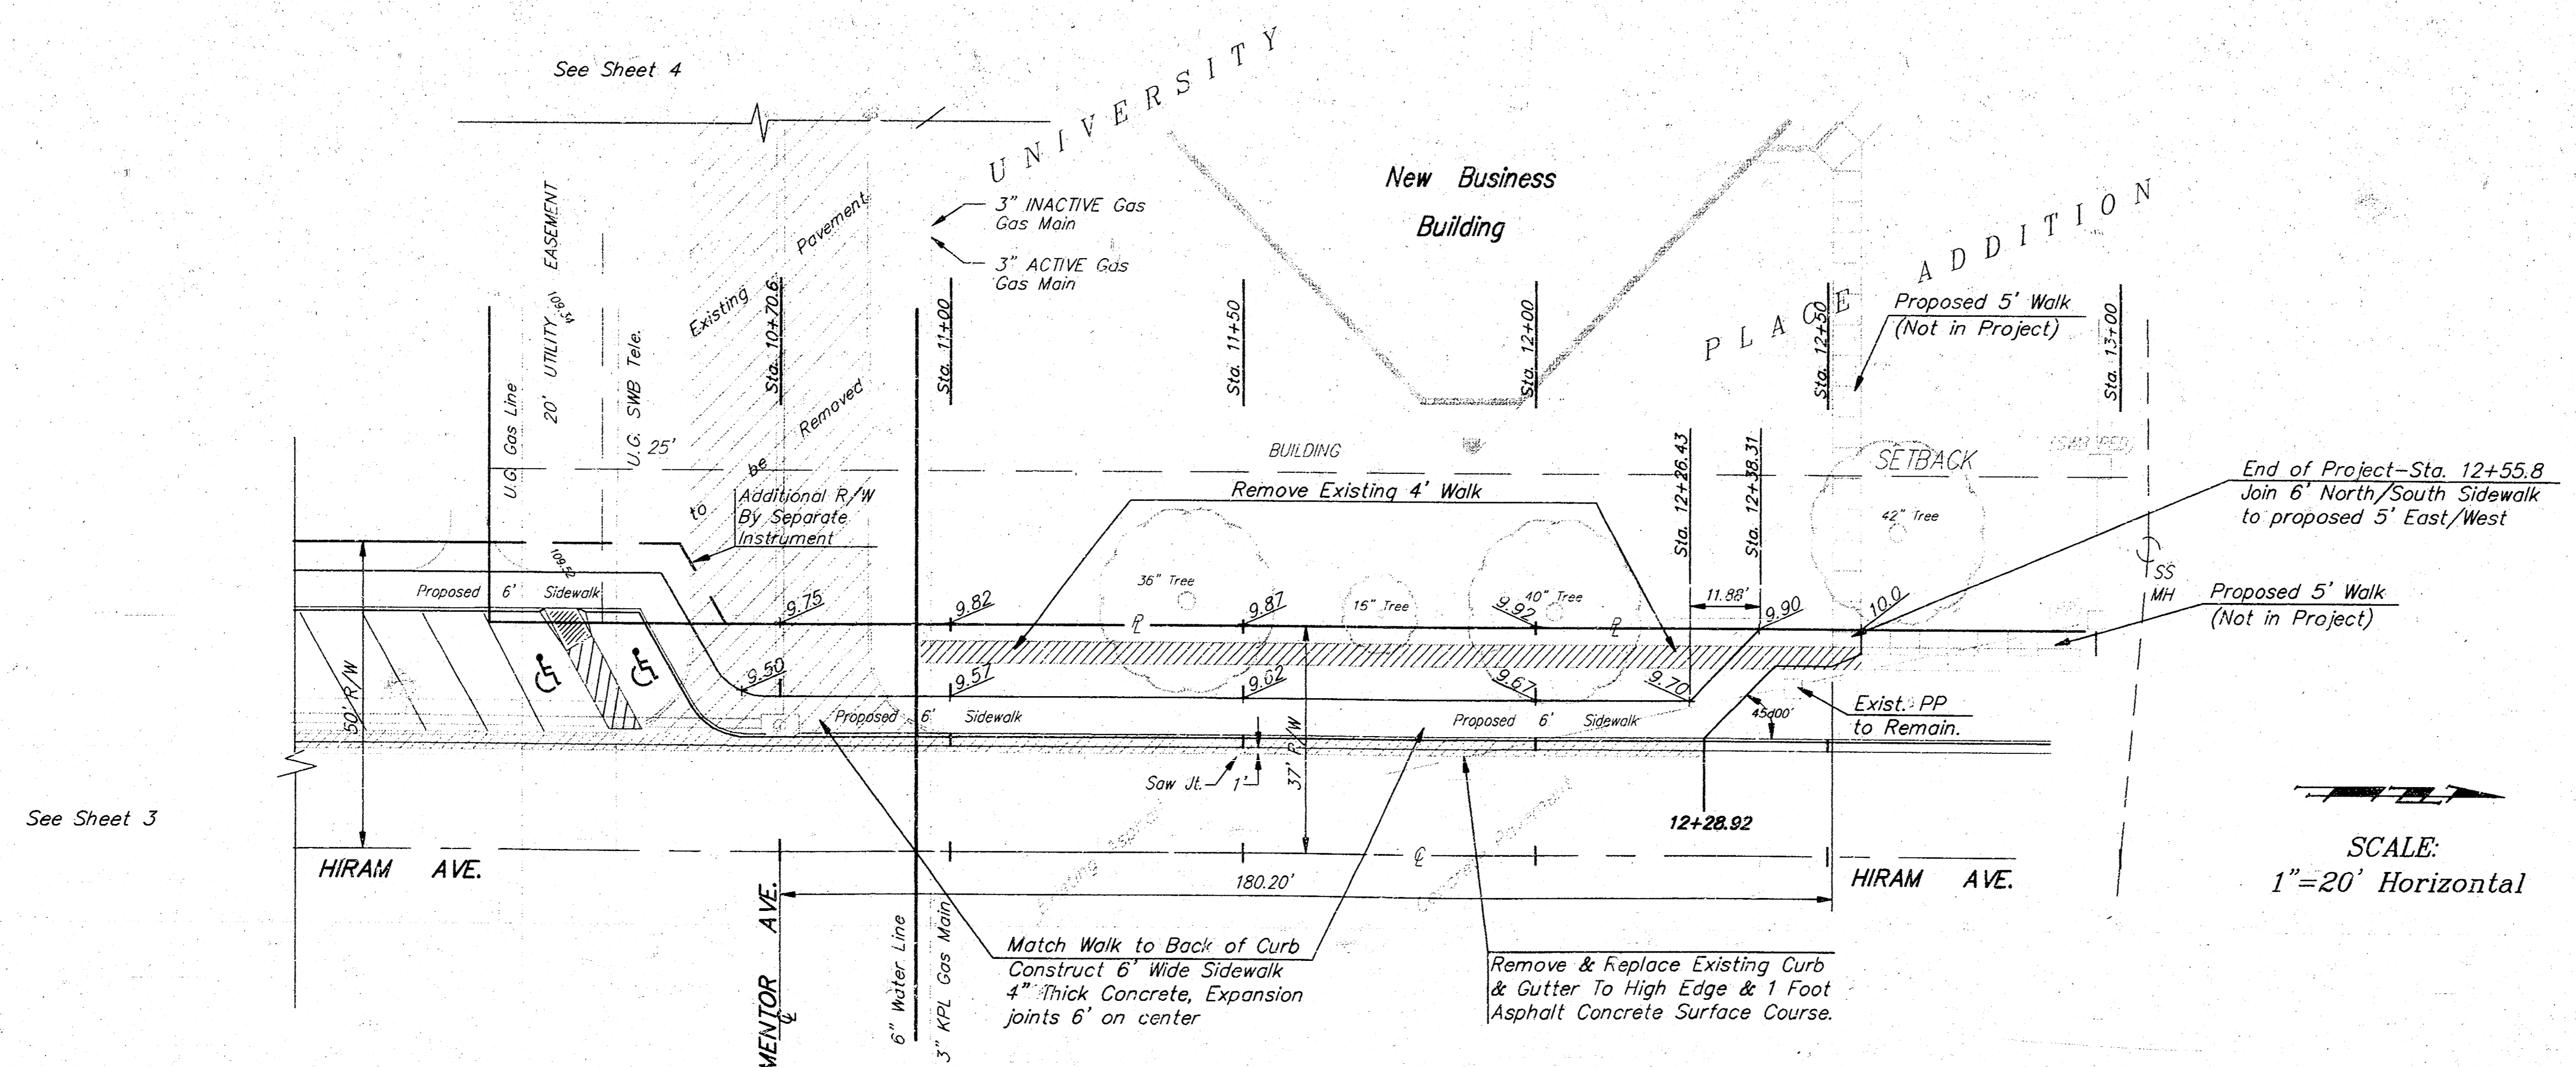 See Sheet 4
UNIVERSITY
PLACE
ADDITION
New Business
Building
3" INACTIVE Gas
Gas Main
3" ACTIVE Gas
Gas Main
Existing Pavement
to be Removed
20' UTILITY EASEMENT
U.G. Gas Line
U.G. SWB Tele.
25'
Sta. 10+70.6
Sta. 11+00
Sta. 11+50
Sta. 12+00
Sta. 12+50
Sta. 13+00
Proposed 5' Walk
(Not in Project)
BUILDING
SETBACK
Sta. 12+26.43
Sta. 12+38.31
Additional R/W
By Separate
Instrument
Remove Existing 4' Walk
End of Project-Sta. 12+55.8
Join 6' North/South Sidewalk
to proposed 5' East/West
42" Tree
36" Tree
15" Tree
40" Tree
109.52
Proposed 6' Sidewalk
9.75
9.82
9.87
9.92
11.88'
9.90
10.0
SS
MH
Proposed 5' Walk
(Not in Project)
50' R/W
9.50
9.57
9.62
9.67
9.70
Proposed 6' Sidewalk
Proposed 6' Sidewalk
45d00'
Exist. PP
to Remain.
37' R/W
Saw Jt.
1'
12+28.92
See Sheet 3
HIRAM AVE.
180.20'
HIRAM AVE.
SCALE:
1"=20' Horizontal
MENTOR AVE.
6" Water Line
3" KPL Gas Main
Match Walk to Back of Curb
Construct 6' Wide Sidewalk
4" Thick Concrete, Expansion
joints 6' on center
Remove & Replace Existing Curb
& Gutter To High Edge & 1 Foot
Asphalt Concrete Surface Course.